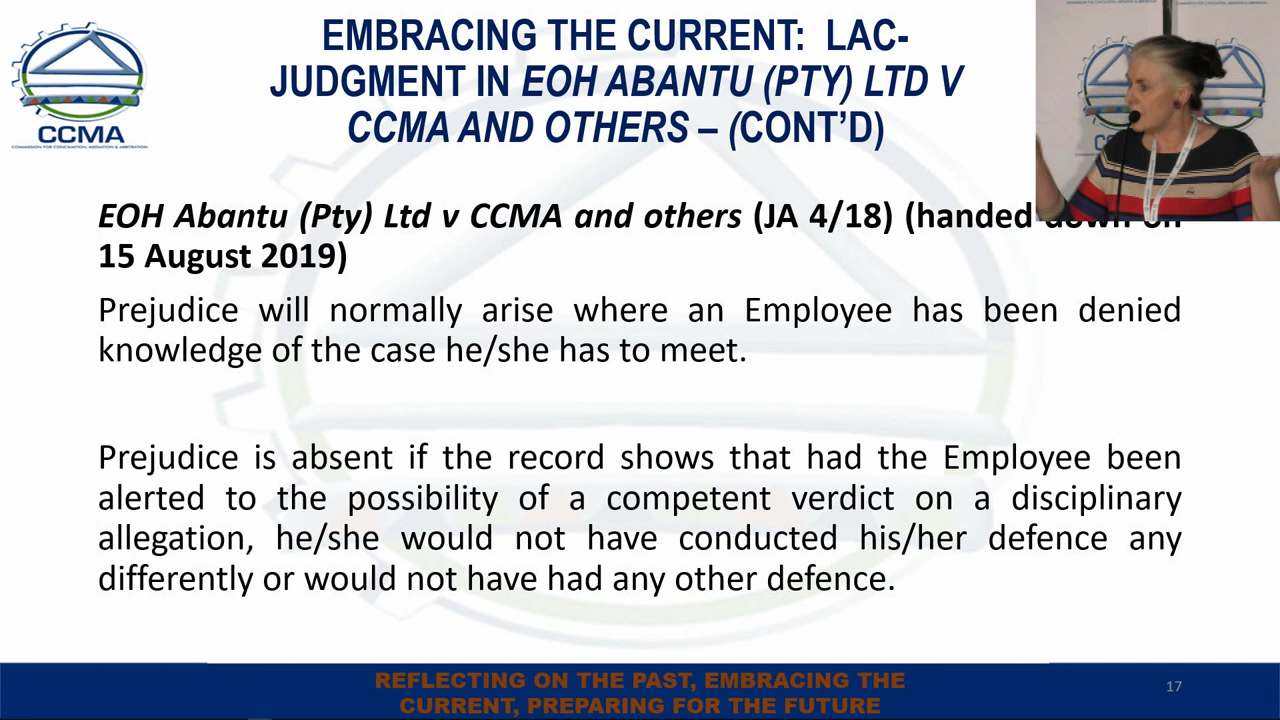 EMBRACING THE CURRENT: LAC-
JUDGMENT IN EOH ABANTU (PTY) LTD V
CCMA AND OTHERS – (CONT’D)
CCMA
COMMISSION FOR CONCILIATION, MEDIATION & ARBITRATION
EOH Abantu (Pty) Ltd v CCMA and others (JA 4/18) (handed down on
15 August 2019)
Prejudice will normally arise where an Employee has been denied
knowledge of the case he/she has to meet.
Prejudice is absent if the record shows that had the Employee been
alerted to the possibility of a competent verdict on a disciplinary
allegation, he/she would not have conducted his/her defence any
differently or would not have had any other defence.
REFLECTING ON THE PAST, EMBRACING THE
CURRENT, PREPARING FOR THE FUTURE
17